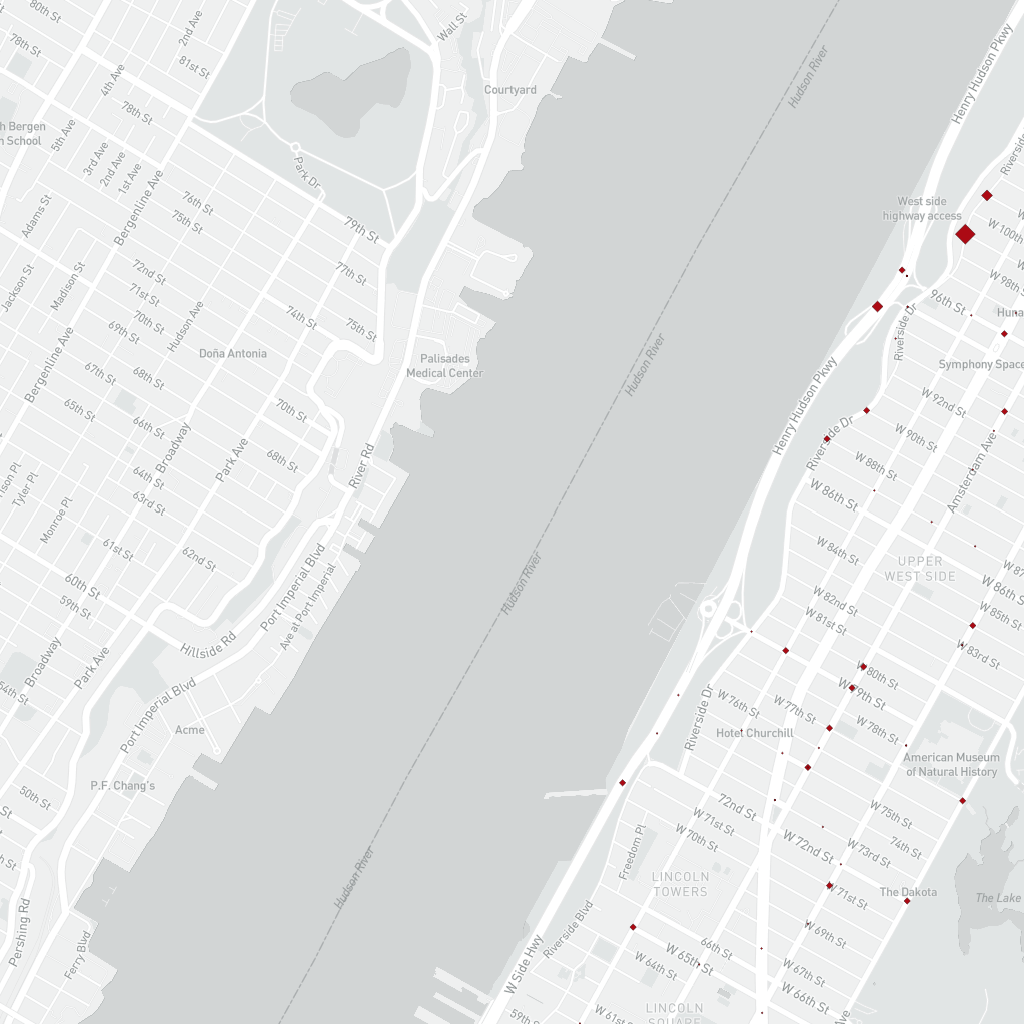 80th St
2nd Ave
Wall St
78th St
81st St
4th Ave
Courtyard
Hudson River
Henry Hudson Pkwy
78th St
5th Ave
h Bergen
School
3rd Ave
2nd Ave
1st Ave
Park Dr
Riverside
Adams St
Bergenline Ave
76th St
75th St
79th St
West side
highway access
W 100th
72nd St
77th St
Jackson St
Madison St
71st St
W 98th St
70th St
69th St
Hudson Ave
74th St
75th St
96th St
Riverside Dr
Huna
Doña Antonia
Palisades
Medical Center
Hudson River
Symphony Space
Bergenline Ave
67th St
68th St
Henry Hudson Pkwy
W 92nd St
65th St
66th St
70th St
Riverside Dr
W 90th St
Broadway
Park Ave
68th St
River Rd
W 88th St
Amsterdam Ave
64th St
63rd St
W 86th St
Tyler Pl
Monroe Pl
61st St
62nd St
W 84th St
UPPER
WEST SIDE
60th St
Port Imperial Blvd
Hudson River
W 86th St
59th St
Ave at Port Imperial
W 82nd St
W 81st St
W 85th St
Hillside Rd
W 83rd St
Broadway
Park Ave
W 80th St
54th St
Port Imperial Blvd
W 79th St
W 76th St
W 77th St
W 78th St
Riverside Dr
Acme
Hotel Churchill
American Museum
of Natural History
P.F. Chang's
50th St
72nd St
W 75th St
W 71st St
W 70th St
74th St
W 72nd St
W 73rd St
Freedom Pl
Hudson River
LINCOLN
TOWERS
W 71st St
The Dakota
The Lake
Pershing Rd
Riverside Blvd
W 69th St
66th St
Ferry Blvd
W Side Hwy
W 65th St
W 64th St
W 67th St
W 66th St
LINCOLN
SQUARE
59th St
W 61st St
Ave